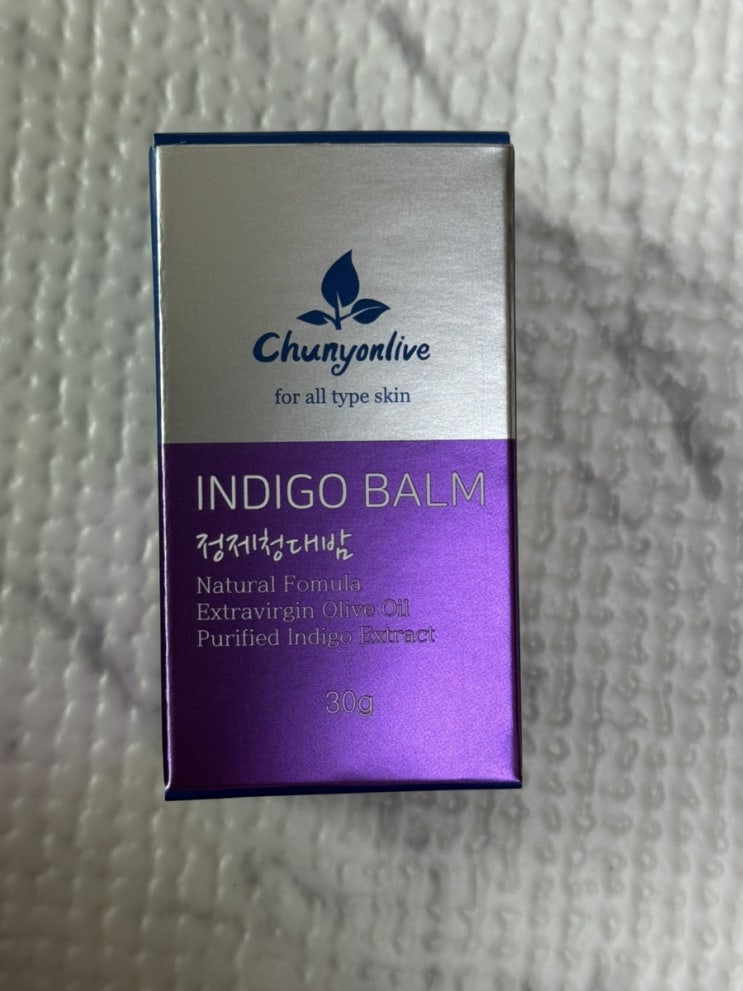 Chunyonlive
for all type skin
INDIGO BALM
정제청대밤
Natural Fomula
Extravirgin Olive Oil
Purified Indigo Extract
30g